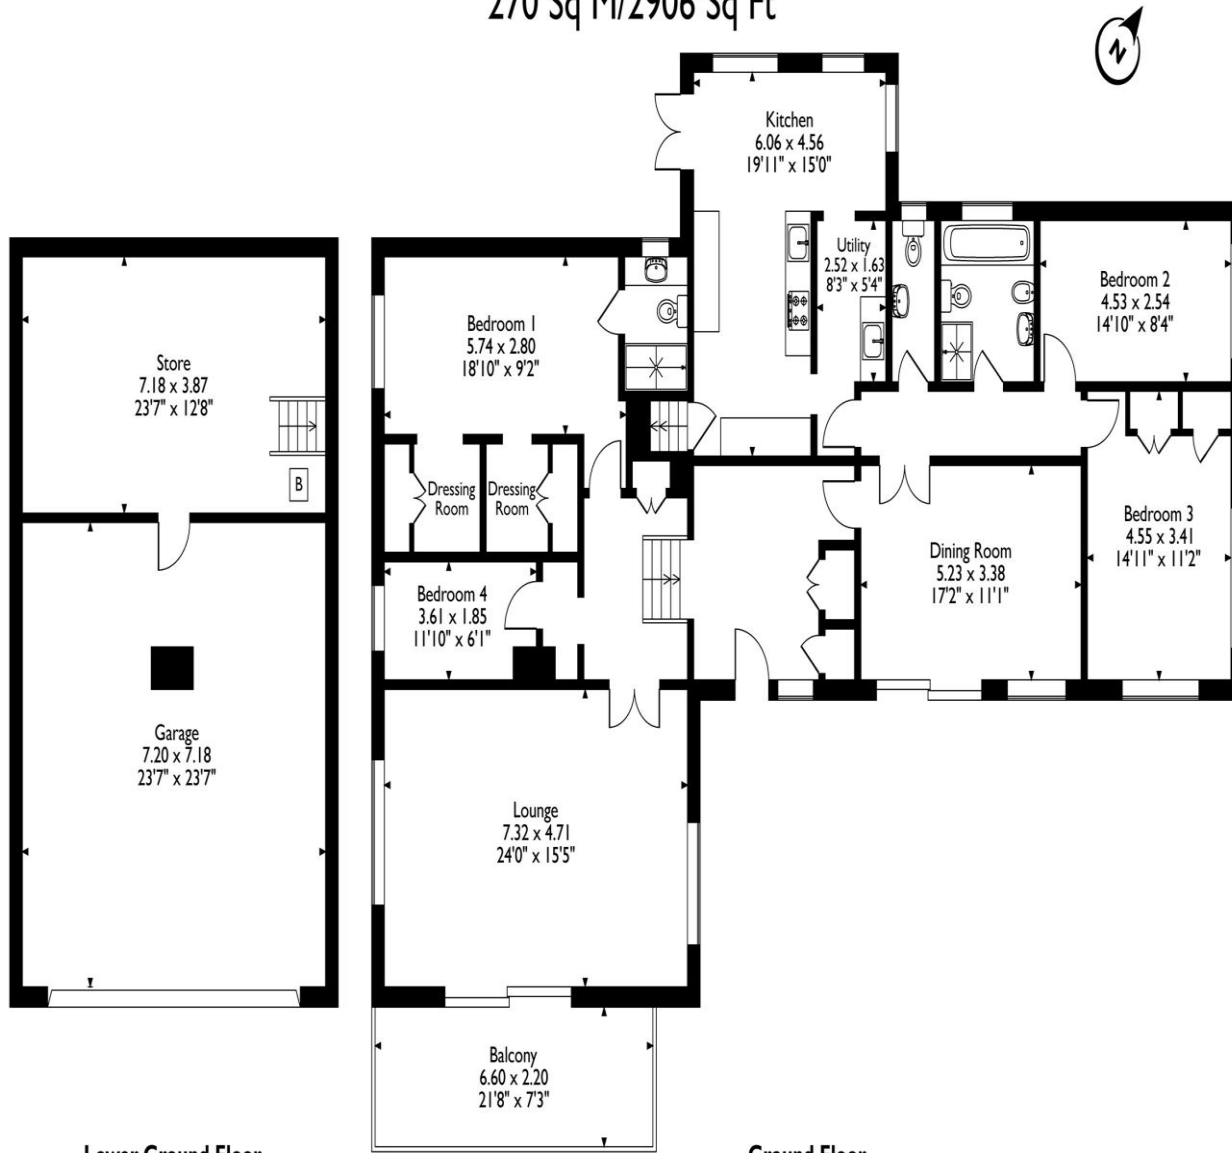 270 Sq M/2906 Sq Ft
N
Kitchen
6.06 x 4.56
19'11" x 15'0"
Utility
2.52 x 1.63
8'3" x 5'4"
Bedroom 2
4.53 x 2.54
14'10" x 8'4"
Bedroom 1
5.74 x 2.80
18'10" x 9'2"
Store
7.18 x 3.87
23'7" x 12'8"
B
Dressing
Room
Dressing
Room
Bedroom 3
4.55 x 3.41
14'11" x 11'2"
Dining Room
5.23 x 3.38
17'2" x 11'1"
Bedroom 4
3.61 x 1.85
11'10" x 6'1"
Garage
7.20 x 7.18
23'7" x 23'7"
Lounge
7.32 x 4.71
24'0" x 15'5"
Balcony
6.60 x 2.20
21'8" x 7'3"
Lower Ground Floor
Ground Floor